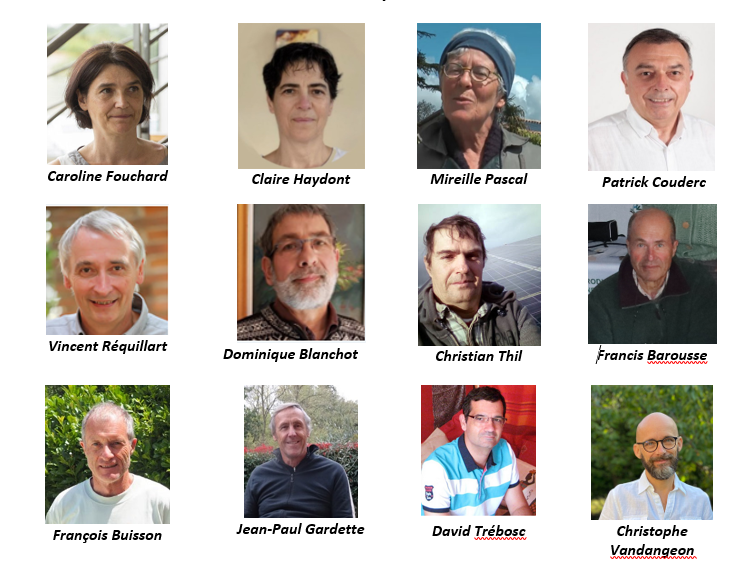 Caroline Fouchard
Claire Haydont
Mireille Pascal
Patrick Couderc
Vincent Réquillart
Dominique Blanchot
Christian Thil
Francis Barousse
François Buisson
Jean-Paul Gardette
David Trébosc
Christophe
Vandangeon